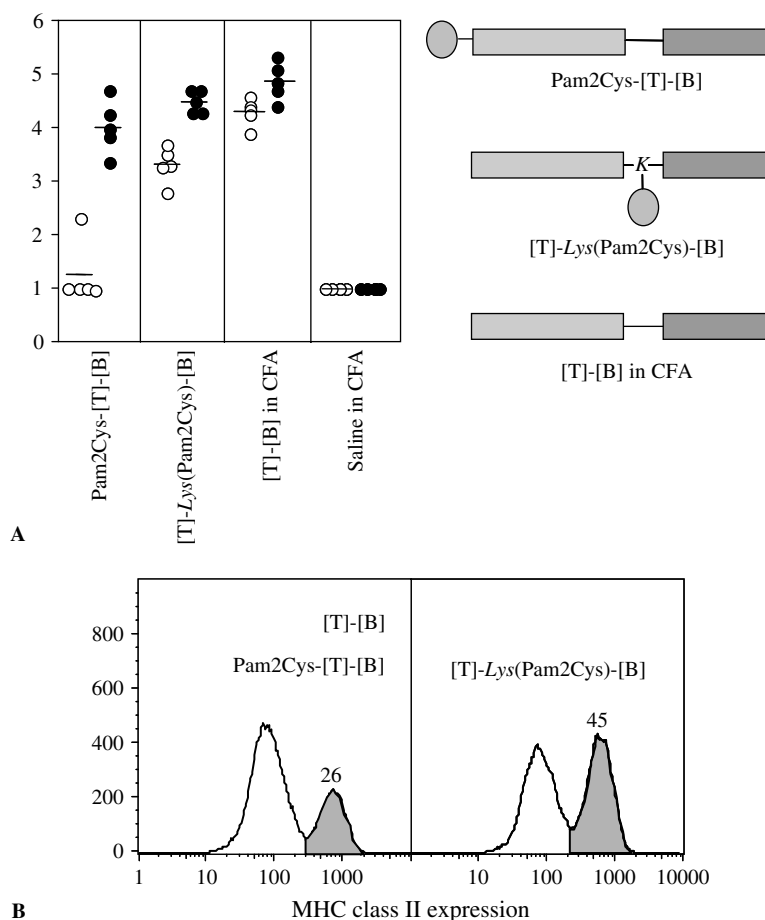 6
5
4
3
2
1
0
Pam2Cys-[T]-[B]
[T]-Lys(Pam2Cys)-[B]
[T]-[B] in CFA
Saline in CFA
Pam2Cys-[T]-[B]
K
[T]-Lys(Pam2Cys)-[B]
[T]-[B] in CFA
A
800
600
400
200
0
[T]-[B]
Pam2Cys-[T]-[B]
26
[T]-Lys(Pam2Cys)-[B]
45
1 10 100 1000 10 100 1000 10000
MHC class II expression
B